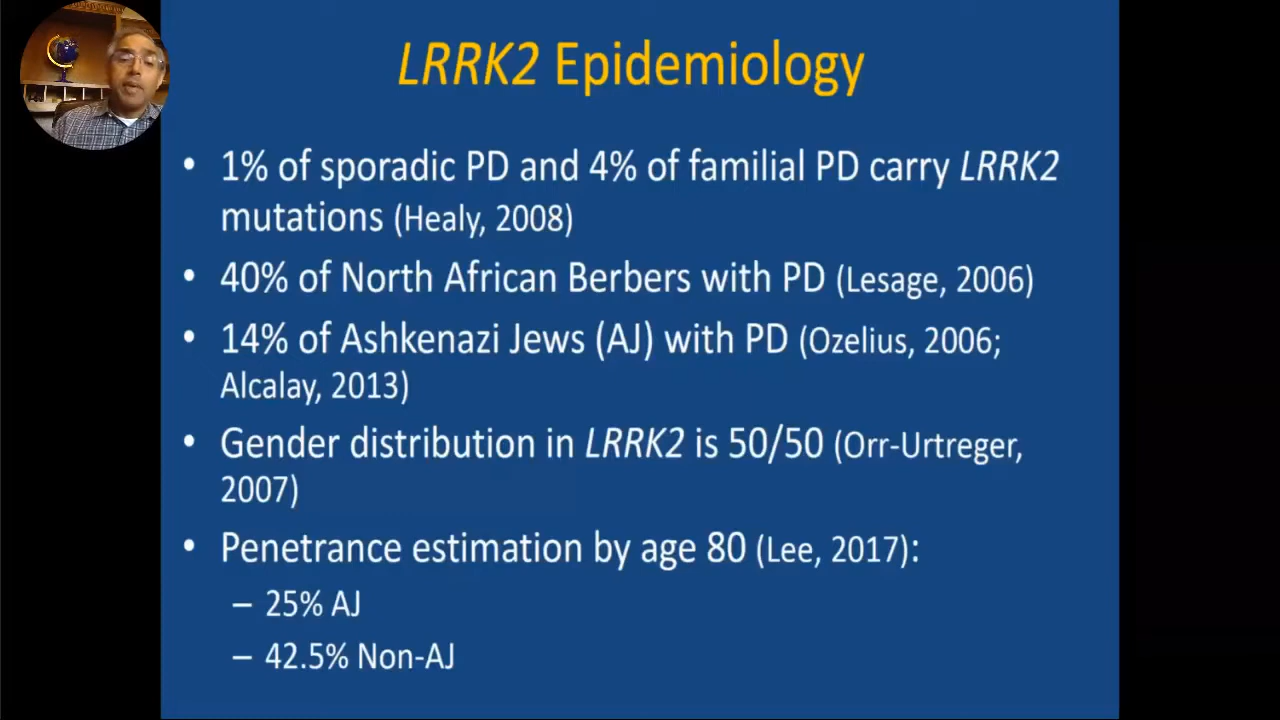 LRRK2 Epidemiology
• 1% of sporadic PD and 4% of familial PD carry LRRK2
mutations (Healy, 2008)
• 40% of North African Berbers with PD (Lesage, 2006)
• 14% of Ashkenazi Jews (AJ) with PD (Ozelius, 2006;
Alcalay, 2013)
• Gender distribution in LRRK2 is 50/50 (Orr-Urtreger,
2007)
• Penetrance estimation by age 80 (Lee, 2017):
– 25% AJ
– 42.5% Non-AJ